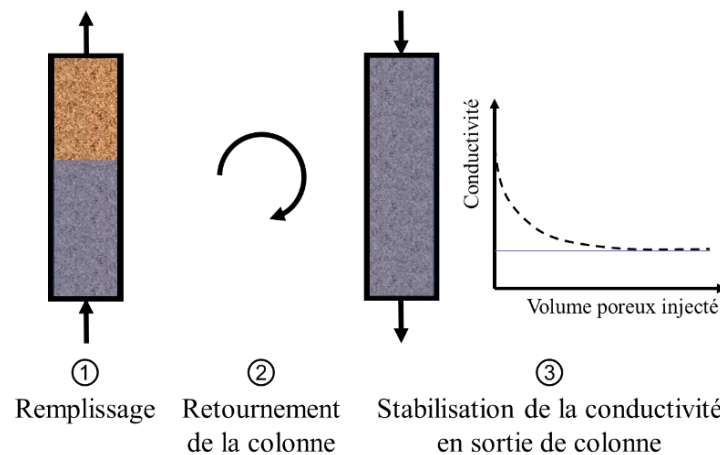 Conductivité
Volume poreux injecté
1
Remplissage
2
Retournement
de la colonne
3
Stabilisation de la conductivité
en sortie de colonne